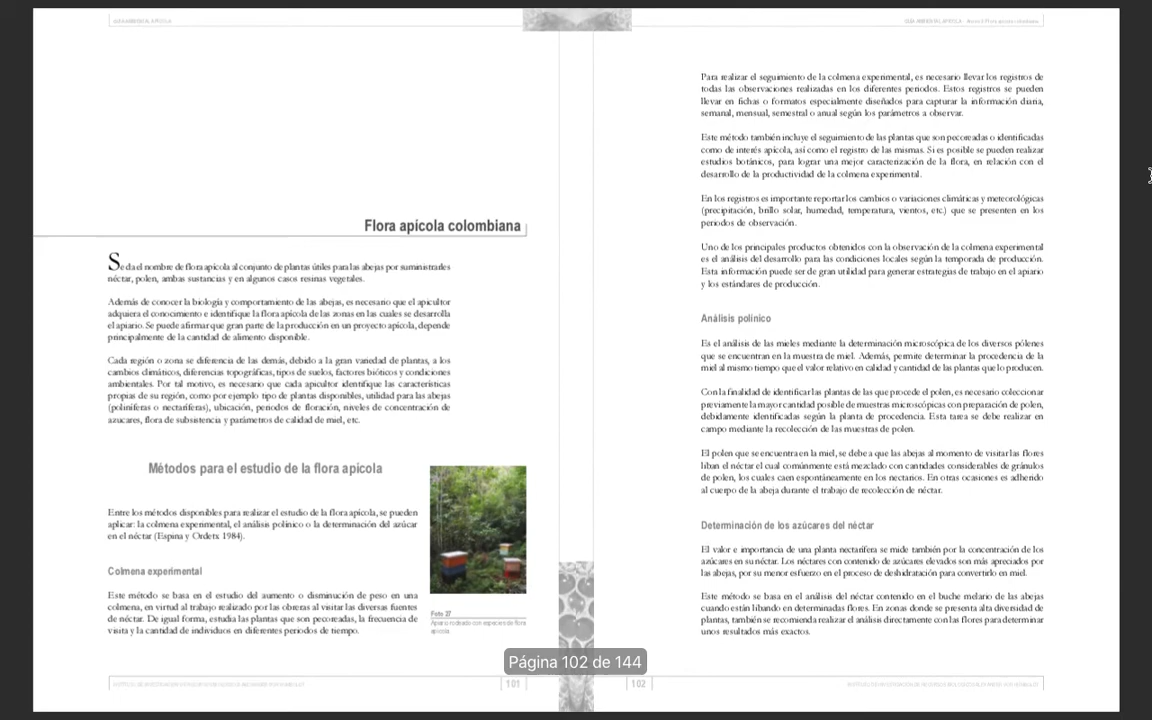 GUÍA AMBIENTAL APÍCOLA
Flora apícola colombiana
Se da el nombre de flora apícola al conjunto de plantas útiles para las abejas por suministrarles
néctar, polen, ambas sustancias y en algunos casos resinas vegetales.
Además de conocer la biología y comportamiento de las abejas, es necesario que el apicultor
adquiera el conocimiento e identifique la flora apícola de las zonas en las cuales se desarrolla
el apiario. Se puede afirmar que gran parte de la producción en un proyecto apícola, depende
principalmente de la cantidad de alimento disponible.
Cada región o zona se diferencia de las demás, debido a la gran variedad de plantas, a los
cambios climáticos, diferencias topográficas, tipos de suelos, factores bióticos y condiciones
ambientales. Por tal motivo, es necesario que cada apicultor identifique las características
propias de su región, como por ejemplo tipo de plantas disponibles, utilidad para las abejas
(poliníferas o nectaríferas), ubicación, periodos de floración, niveles de concentración de
azucares, flora de subsistencia y parámetros de calidad de miel, etc.
Métodos para el estudio de la flora apícola
Entre los métodos disponibles para realizar el estudio de la flora apícola, se pueden
aplicar: la colmena experimental, el análisis polínico o la determinación del azúcar
en el néctar (Espina y Ordetx 1984).
Colmena experimental
Este método se basa en el estudio del aumento o disminución de peso en una
colmena, en virtud al trabajo realizado por las obreras al visitar las diversas fuentes
de néctar. De igual forma, estudia las plantas que son pecoreadas, la frecuencia de
visita y la cantidad de individuos en diferentes periodos de tiempo.
Foto 27
Apiario rodeado con especies de flora
apícola
101
GUÍA AMBIENTAL APÍCOLA - Flora apícola colombiana
Para realizar el seguimiento de la colmena experimental, es necesario llevar los registros de
todas las observaciones realizadas en los diferentes periodos. Estos registros se pueden
llevar en fichas o formatos especialmente diseñados para capturar la información diaria,
semanal, mensual, semestral o anual según los parámetros a observar.
Este método también incluye el seguimiento de las plantas que son pecoreadas o identificadas
como de interés apícola, así como el registro de las mismas. Si es posible se pueden realizar
estudios botánicos, para lograr una mejor caracterización de la flora, en relación con el
desarrollo de la productividad de la colmena experimental.
En los registros es importante reportar los cambios o variaciones climáticas y meteorológicas
(precipitación, brillo solar, humedad, temperatura, vientos, etc.) que se presenten en los
periodos de observación.
Uno de los principales productos obtenidos con la observación de la colmena experimental
es el análisis del desarrollo para las condiciones locales según la temporada de producción.
Esta información puede ser de gran utilidad para generar estrategias de trabajo en el apiario
y los estándares de producción.
Análisis polínico
Es el análisis de las mieles mediante la determinación microscópica de los diversos pólenes
que se encuentran en la muestra de miel. Además, permite determinar la procedencia de la
miel al mismo tiempo que el valor relativo en calidad y cantidad de las plantas que lo producen.
Con la finalidad de identificar las plantas de las que procede el polen, es necesario coleccionar
previamente la mayor cantidad posible de muestras microscópicas con preparación de polen,
debidamente identificadas según la planta de procedencia. Esta tarea se debe realizar en
campo mediante la recolección de las muestras de polen.
El polen que se encuentra en la miel, se debe a que las abejas al momento de visitar las flores
liban el néctar el cual comúnmente está mezclado con cantidades considerables de gránulos
de polen, los cuales caen espontáneamente en los nectarios. En otras ocasiones es adherido
al cuerpo de la abeja durante el trabajo de recolección de néctar.
Determinación de los azúcares del néctar
El valor e importancia de una planta nectarífera se mide también por la concentración de los
azúcares en su néctar. Los néctares con contenido de azúcares elevados son más apreciados por
las abejas, por su menor esfuerzo en el proceso de deshidratación para convertirlo en miel.
Este método se basa en el análisis del néctar contenido en el buche melario de las abejas
cuando están libando en determinadas flores. En zonas donde se presenta alta diversidad de
plantas, también se recomienda realizar el análisis directamente con las flores para determinar
unos resultados más exactos.
102
Página 102 de 144